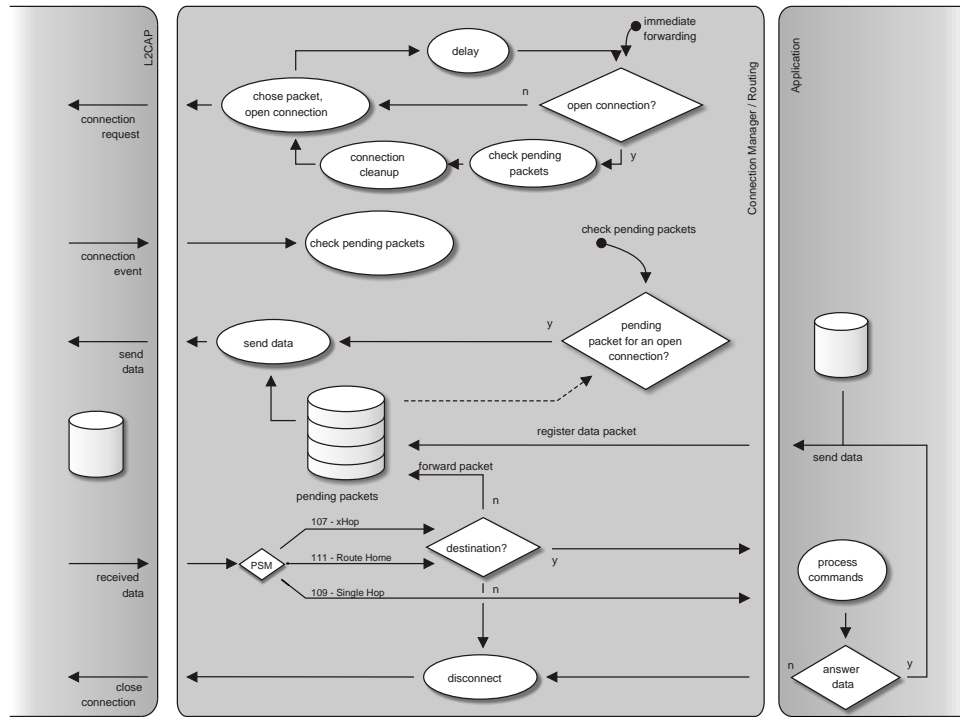 L2CAP
Connection Manager / Routing
Application
immediate
forwarding
delay
open connection?
n
y
chose packet,
open connection
connection
request
connection
cleanup
check pending
packets
connection
event
check pending packets
check pending packets
pending
packet for an open
connection?
y
send data
send
data
register data packet
send data
pending packets
forward packet
n
107 - xHop
destination?
y
PSM
111 - Route Home
n
109 - Single Hop
received
data
process
commands
disconnect
close
connection
n
answer
data
y